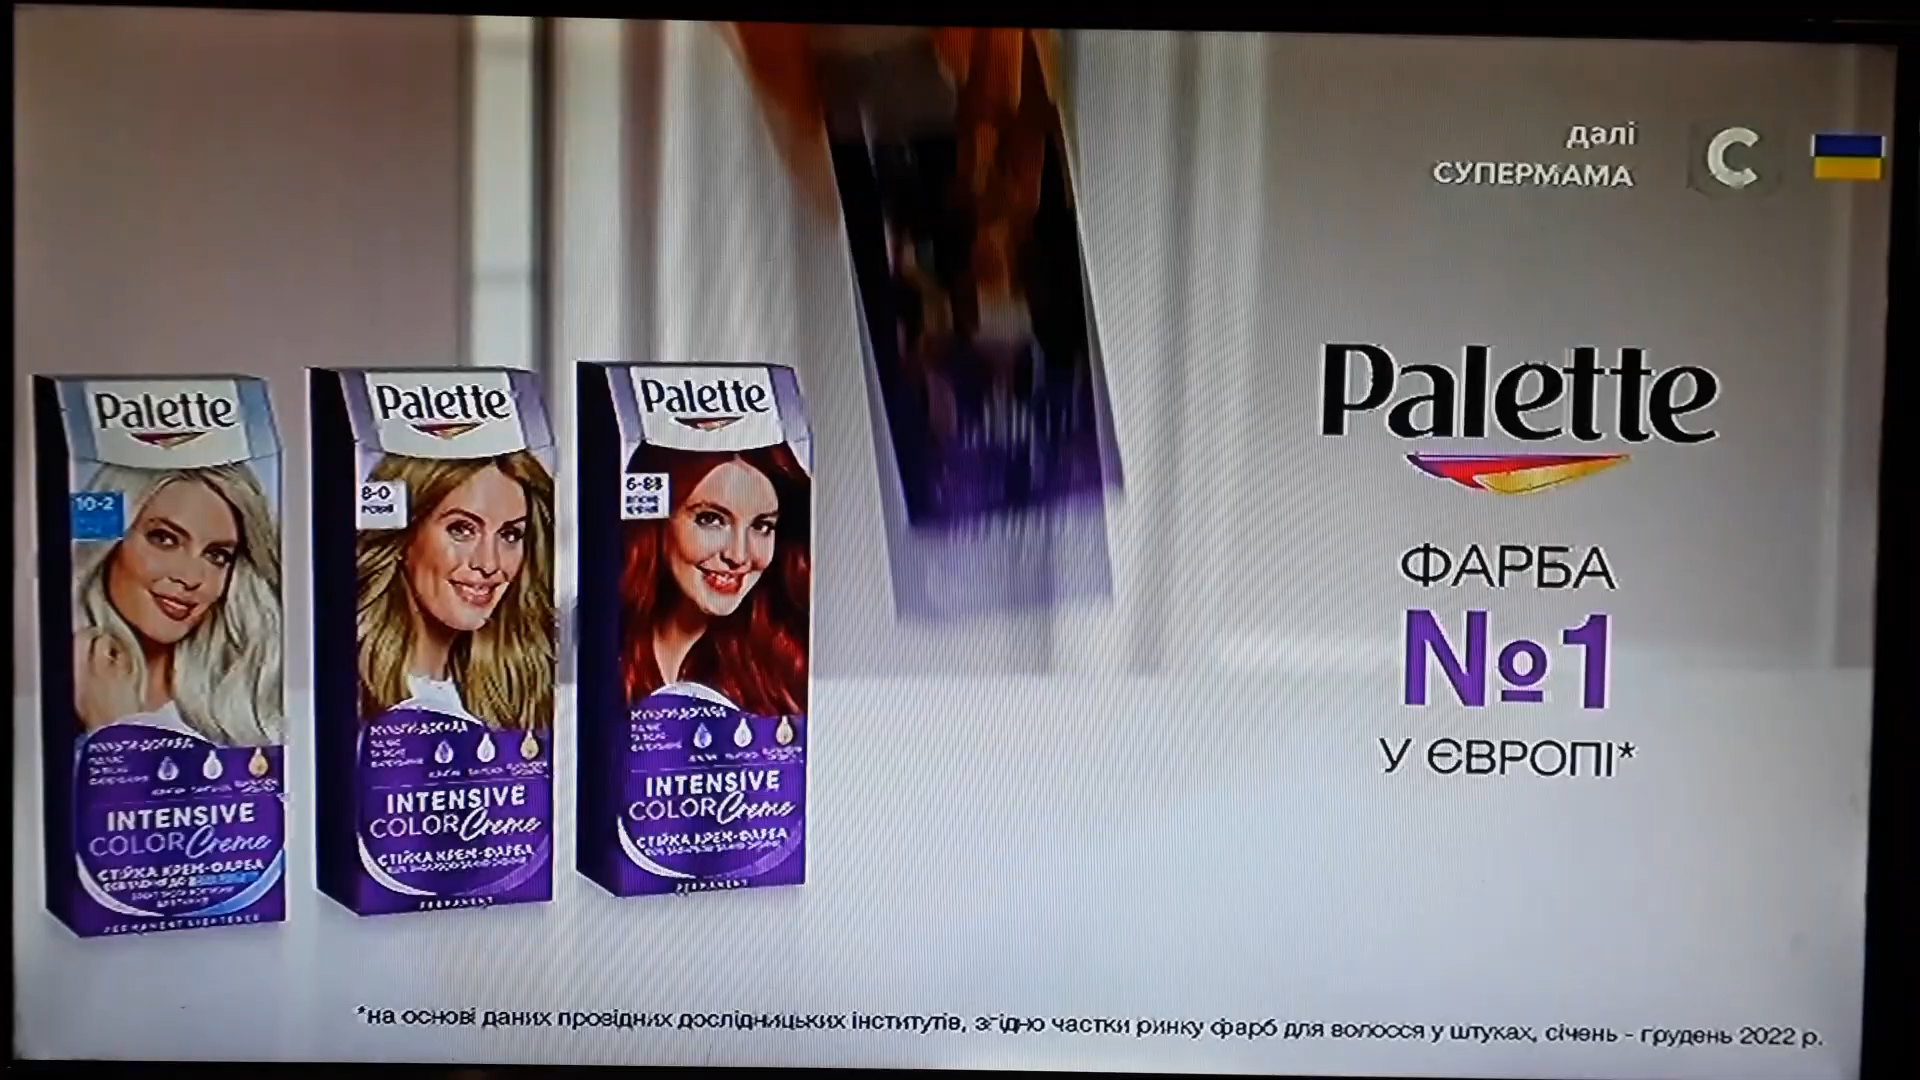 далі
СУПЕРМАМА
C
Palette
ФАРБА
№1
У ЄВРОПІ*
Palette
10-2
INTENSIVE
COLOR Creme
СТІЙКА КРЕМ-ФАРБА
Palette
8-0
INTENSIVE
COLOR Creme
СТІЙКА КРЕМ-ФАРБА
PERMANENT
Palette
6-88
INTENSIVE
COLOR Creme
СТІЙКА КРЕМ-ФАРБА
PERMANENT
*на основі даних провідних дослідницьких інститутів, згідно частки ринку фарб для волосся у штуках, січень - грудень 2022 р.